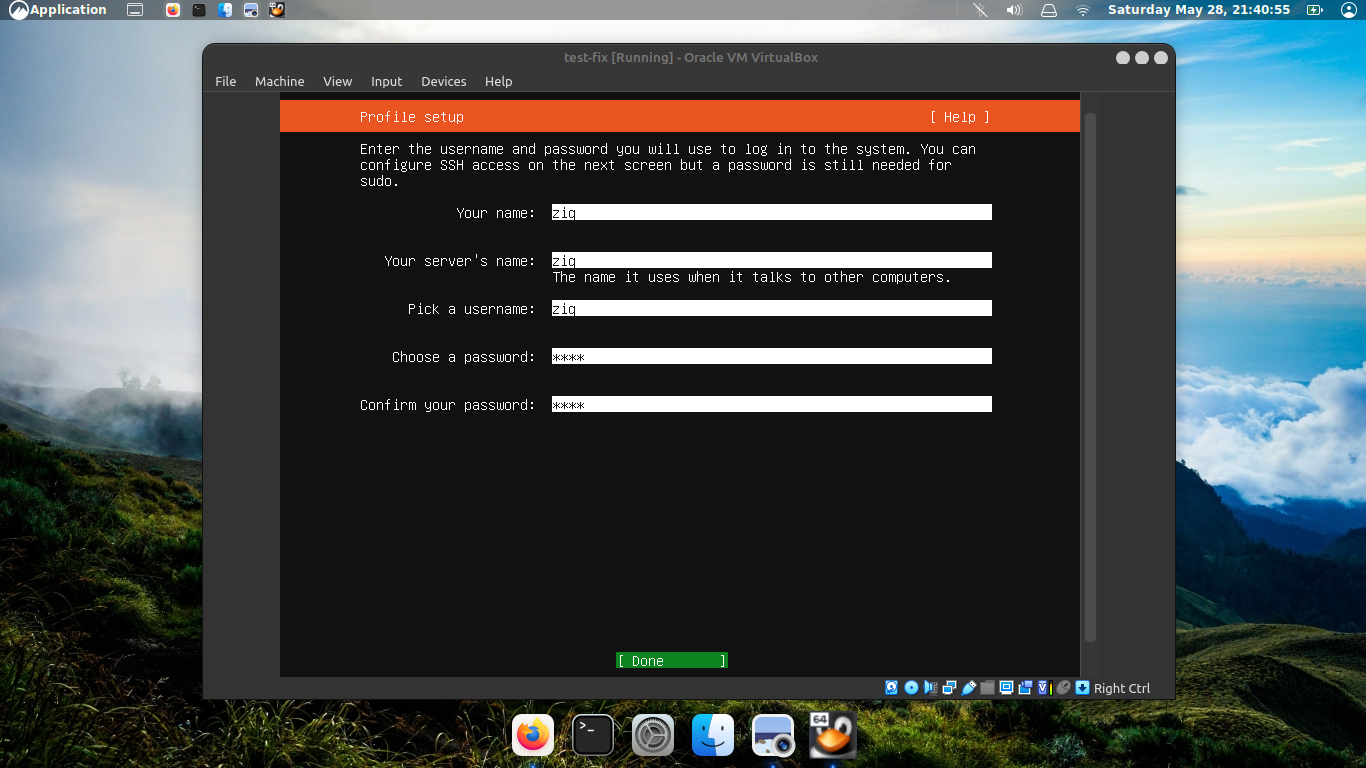 Application
Saturday May 28, 21:40:55
test-fix [Running] - Oracle VM VirtualBox
File Machine View Input Devices Help
Profile setup [ Help ]
Enter the username and password you will use to log in to the system. You can
configure SSH access on the next screen but a password is still needed for
sudo.
Your name: ziq
Your server's name: ziq
The name it uses when it talks to other computers.
Pick a username: ziq
Choose a password: ****
Confirm your password: ****
[ Done ]
Right Ctrl
>-
64